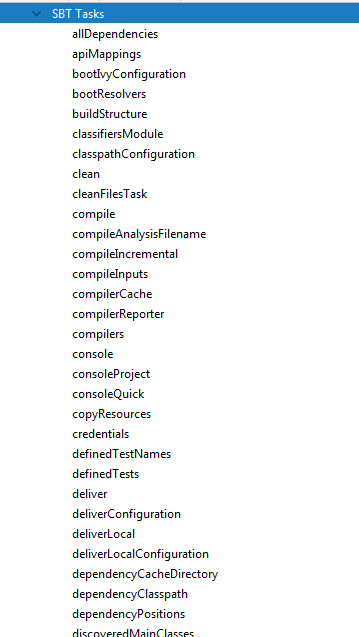 SBT Tasks
allDependencies
apiMappings
bootIvyConfiguration
bootResolvers
buildStructure
classifiersModule
classpathConfiguration
clean
cleanFilesTask
compile
compileAnalysisFilename
compileIncremental
compileInputs
compilerCache
compilerReporter
compilers
console
consoleProject
consoleQuick
copyResources
credentials
definedTestNames
definedTests
deliver
deliverConfiguration
deliverLocal
deliverLocalConfiguration
dependencyCacheDirectory
dependencyClasspath
dependencyPositions
discoveredMainClasses